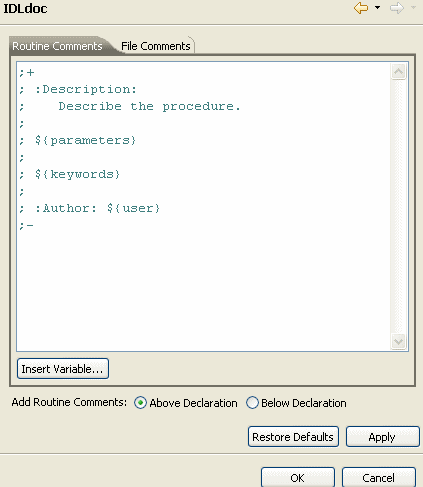 IDLdoc
Routine Comments File Comments
;+
; :Description:
;    Describe the procedure.
;
; ${parameters}
;
; ${keywords}
;
; :Author: ${user}
;-
Insert Variable...
Add Routine Comments: Above Declaration Below Declaration
Restore Defaults Apply
OK Cancel